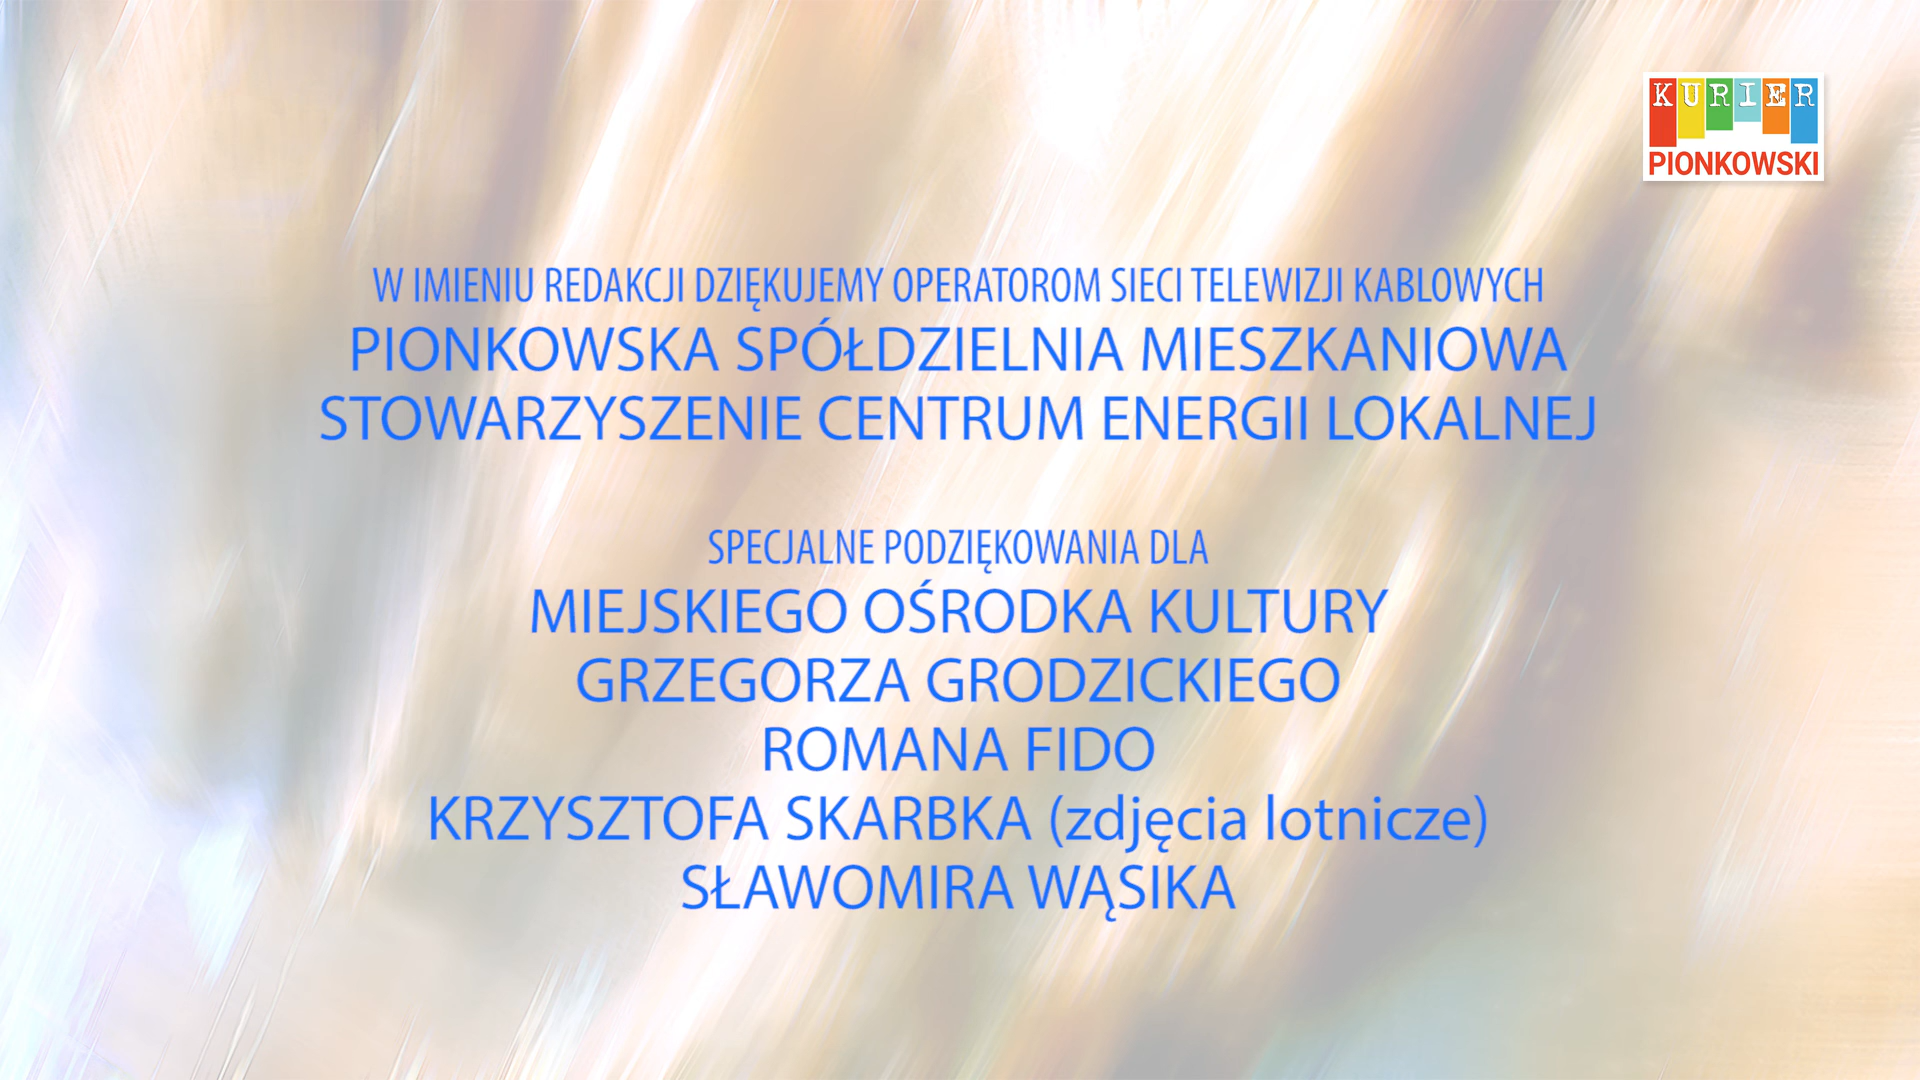 KURIER
PIONKOWSKI
W IMIENIU REDAKCJI DZIĘKUJEMY OPERATOROM SIECI TELEWIZJI KABLOWYCH
PIONKOWSKA SPÓŁDZIELNIA MIESZKANIOWA
STOWARZYSZENIE CENTRUM ENERGII LOKALNEJ
SPECJALNE PODZIĘKOWANIA DLA
MIEJSKIEGO OŚRODKA KULTURY
GRZEGORZA GRODZICKIEGO
ROMANA FIDO
KRZYSZTOFA SKARBKA (zdjęcia lotnicze)
SŁAWOMIRA WĄSIKA